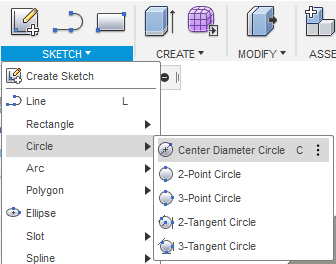 SKETCH
CREATE
MODIFY
ASSE
Create Sketch
Line L
Rectangle
Circle
Arc
Polygon
Ellipse
Slot
Spline
Center Diameter Circle C
2-Point Circle
3-Point Circle
2-Tangent Circle
3-Tangent Circle